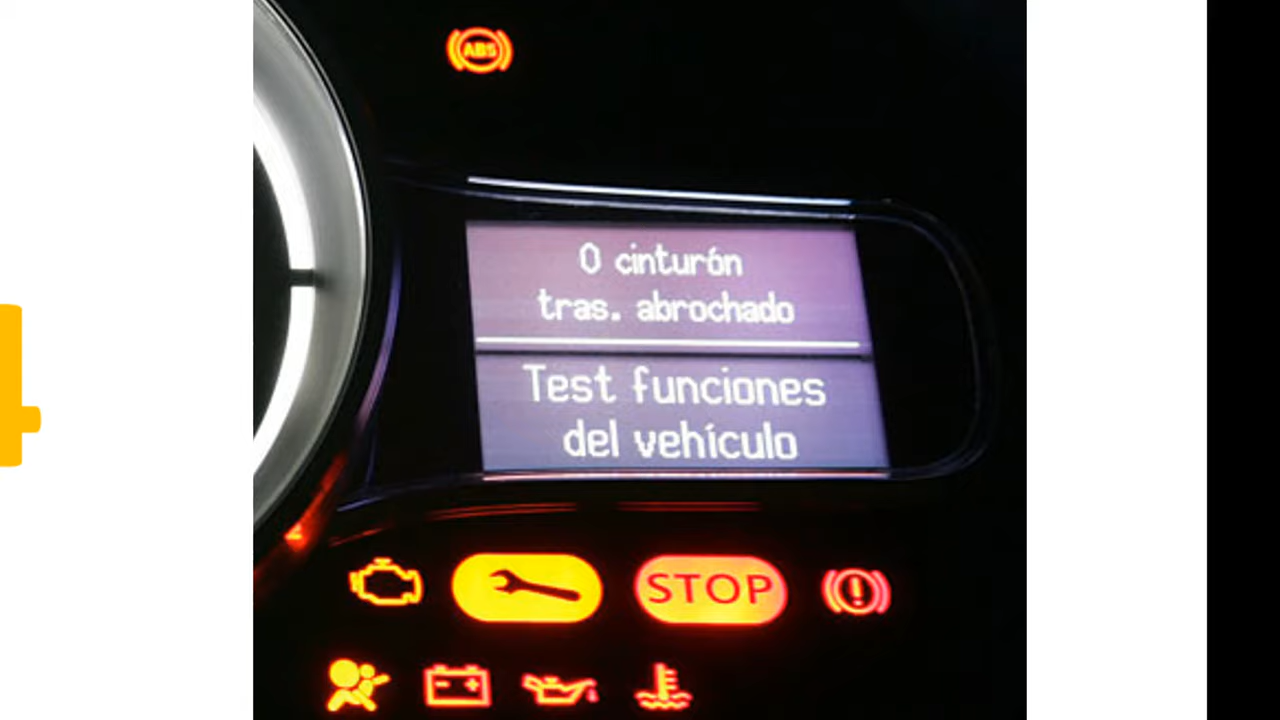 ABS
0 cinturón
tras. abrochado
Test funciones
del vehículo
STOP